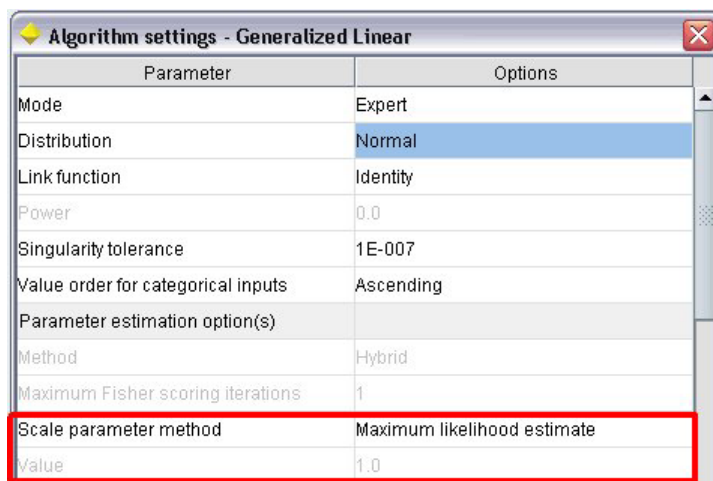 Algorithm settings - Generalized Linear
Parameter Options
Mode Expert
Distribution Normal
Link function Identity
Power 0.0
Singularity tolerance 1E-007
Value order for categorical inputs Ascending
Parameter estimation option(s)
Method Hybrid
Maximum Fisher scoring iterations 1
Scale parameter method Maximum likelihood estimate
Value 1.0